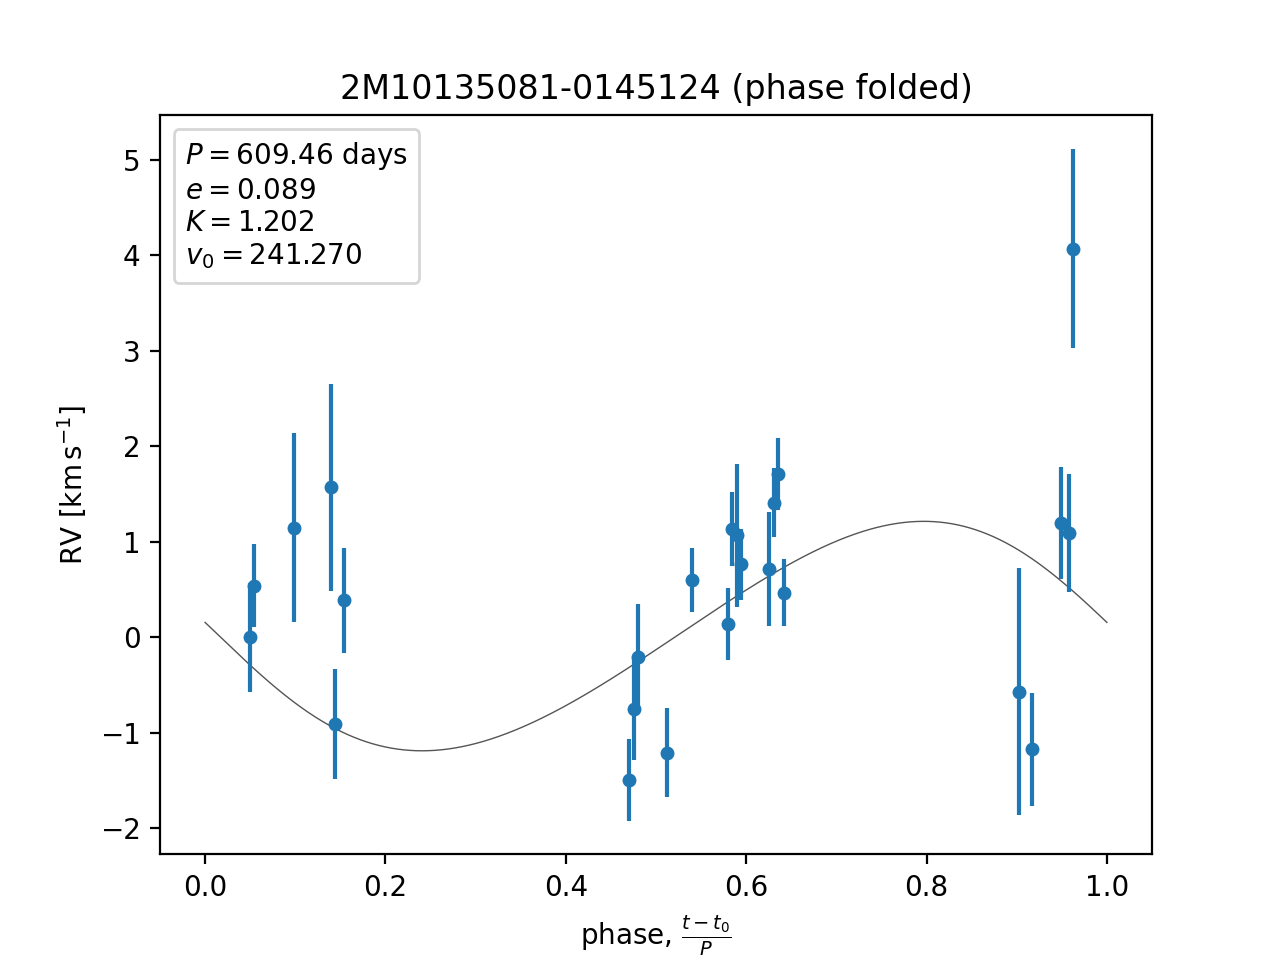 2M10135081-0145124 (phase folded)
P = 609.46 days
e = 0.089
K = 1.202
v₀ = 241.270
5
4
3
2
1
0
−1
−2
RV [km s⁻¹]
0.0 0.2 0.4 0.6 0.8 1.0
phase, (t − t₀)/P